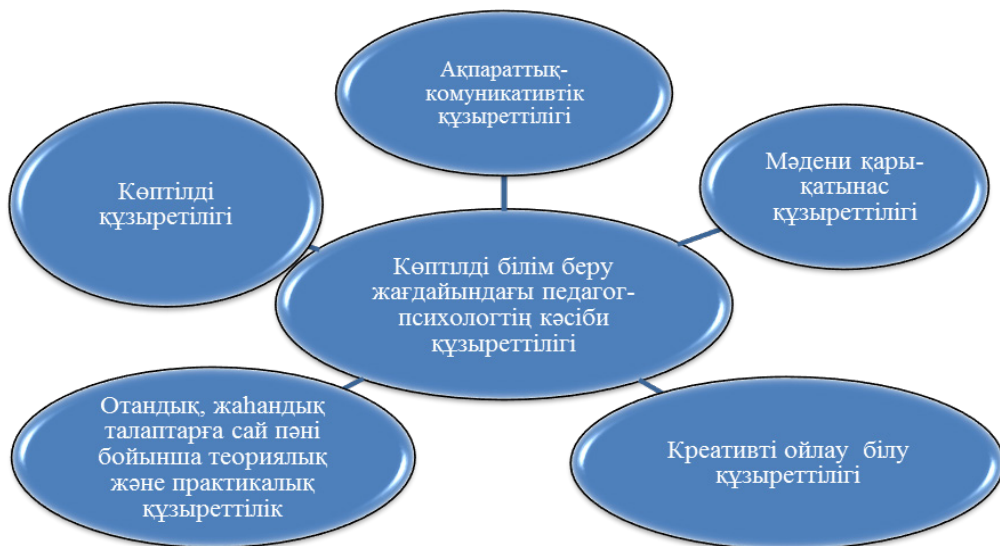 Ақпараттық-
комуникативтік
құзыреттілігі
Көптілді
құзыретілігі
Мәдени қары-
қатынас
құзыреттілігі
Көптілді білім беру
жағдайындағы педагог-
психологтің кәсіби
құзыреттілігі
Отандық, жаһандық
талаптарға сай пәні
бойынша теориялық
және практикалық
құзыреттілік
Креативті ойлау білу
құзыреттілігі